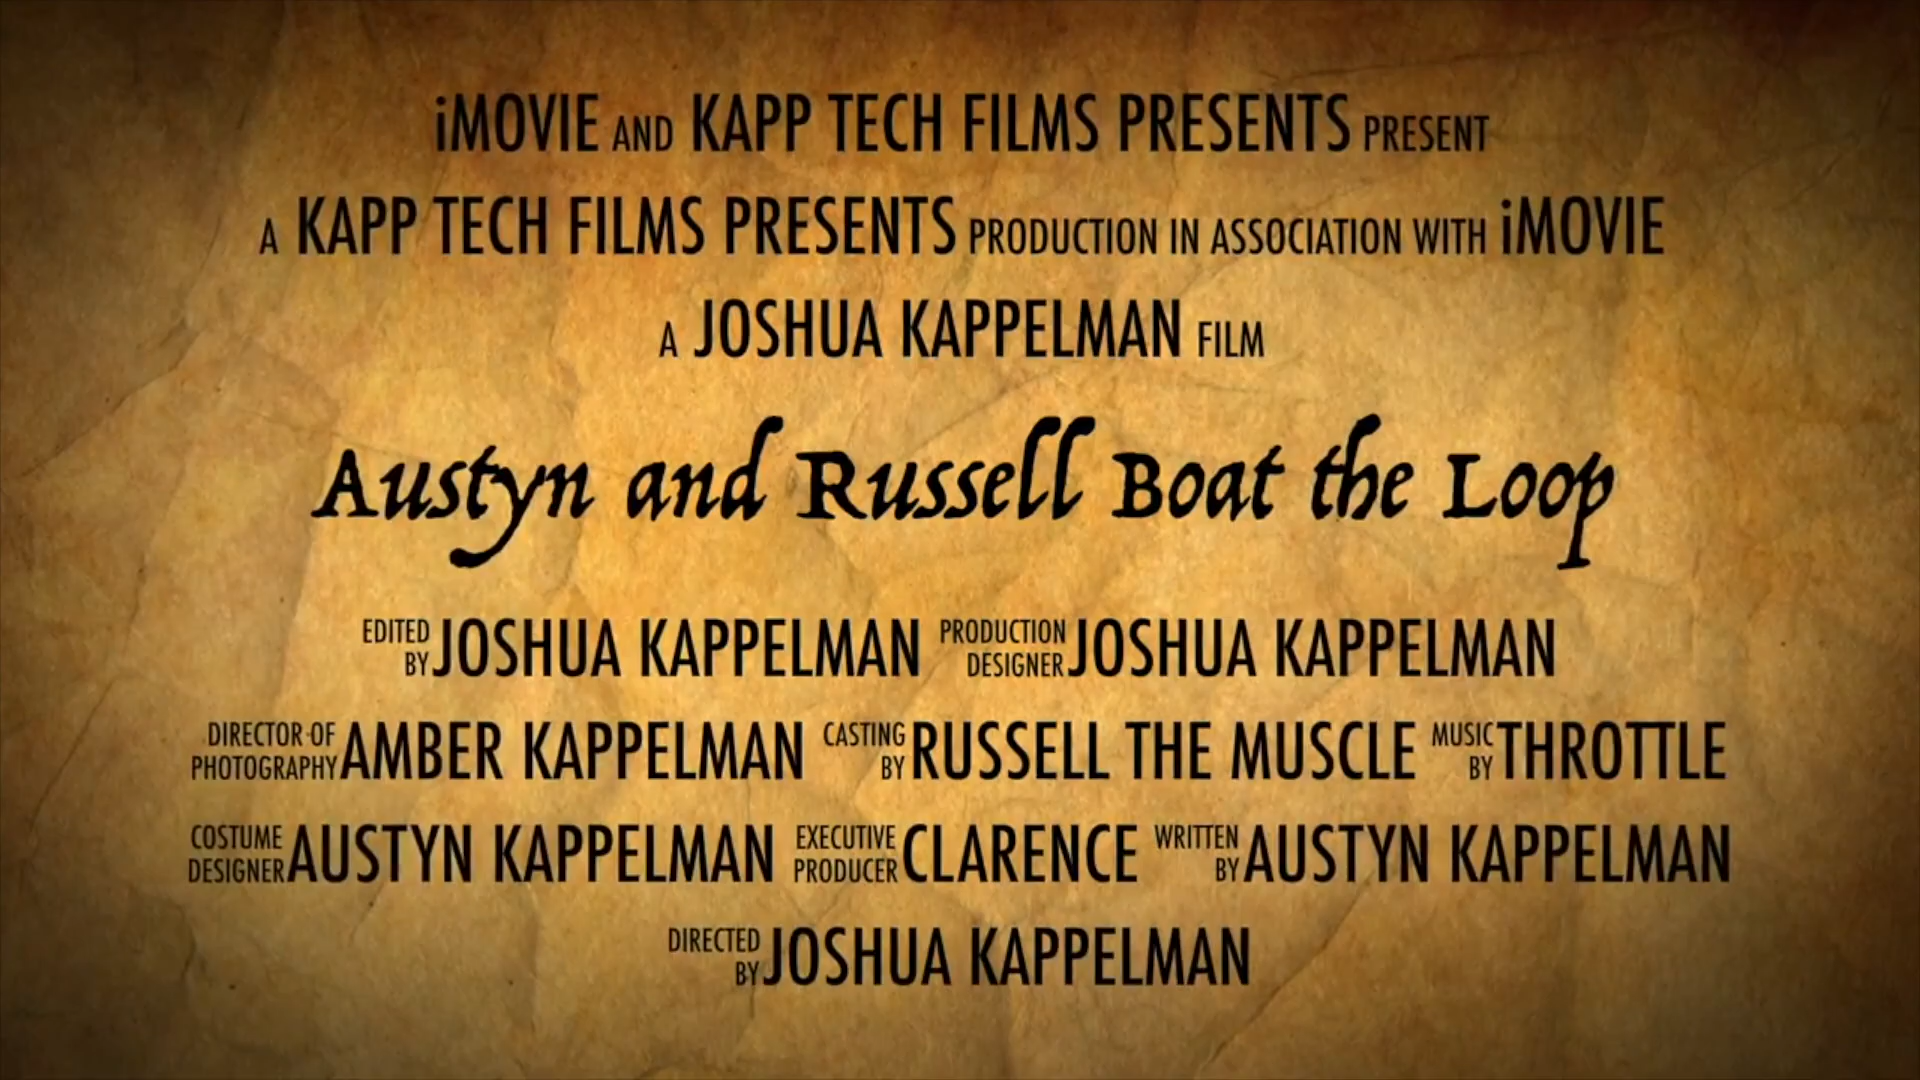 iMOVIE AND KAPP TECH FILMS PRESENTS PRESENT
A KAPP TECH FILMS PRESENTS PRODUCTION IN ASSOCIATION WITH iMOVIE
A JOSHUA KAPPELMAN FILM
Austyn and Russell Boat the Loop
EDITED BY JOSHUA KAPPELMAN PRODUCTION DESIGNER JOSHUA KAPPELMAN
DIRECTOR OF PHOTOGRAPHY AMBER KAPPELMAN CASTING BY RUSSELL THE MUSCLE MUSIC BY THROTTLE
COSTUME DESIGNER AUSTYN KAPPELMAN EXECUTIVE PRODUCER CLARENCE WRITTEN BY AUSTYN KAPPELMAN
DIRECTED BY JOSHUA KAPPELMAN